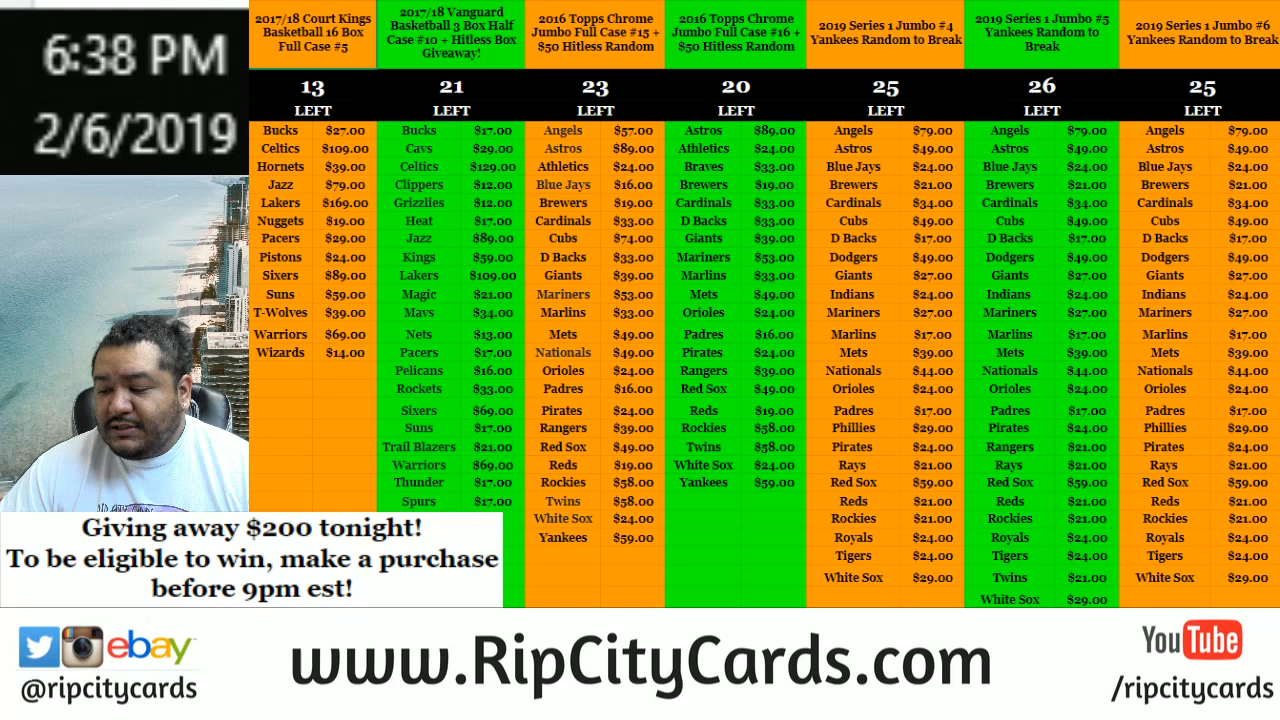 6:38 PM
2/6/2019
2017/18 Court Kings
Basketball 16 Box
Full Case #5
13
LEFT
Bucks $27.00
Celtics $109.00
Hornets $39.00
Jazz $79.00
Lakers $169.00
Nuggets $19.00
Pacers $29.00
Pistons $24.00
Sixers $89.00
Suns $59.00
T-Wolves $39.00
Warriors $69.00
Wizards $14.00
2017/18 Vanguard
Basketball 3 Box Half
Case #10 + Hitless Box
Giveaway!
21
LEFT
Bucks $17.00
Cavs $29.00
Celtics $129.00
Clippers $12.00
Grizzlies $12.00
Heat $17.00
Jazz $89.00
Kings $59.00
Lakers $109.00
Magic $21.00
Mavs $34.00
Nets $13.00
Pacers $17.00
Pelicans $16.00
Rockets $33.00
Sixers $69.00
Suns $17.00
Trail Blazers $21.00
Warriors $69.00
Thunder $17.00
Spurs $17.00
2016 Topps Chrome
Jumbo Full Case #15 +
$50 Hitless Random
23
LEFT
Angels $57.00
Astros $89.00
Athletics $24.00
Blue Jays $16.00
Brewers $19.00
Cardinals $33.00
Cubs $74.00
D Backs $33.00
Giants $39.00
Mariners $53.00
Marlins $33.00
Mets $49.00
Nationals $49.00
Orioles $24.00
Padres $16.00
Pirates $24.00
Rangers $39.00
Red Sox $49.00
Reds $19.00
Rockies $58.00
Twins $58.00
White Sox $24.00
Yankees $59.00
2016 Topps Chrome
Jumbo Full Case #16 +
$50 Hitless Random
20
LEFT
Astros $89.00
Athletics $24.00
Braves $33.00
Brewers $19.00
Cardinals $33.00
D Backs $33.00
Giants $39.00
Mariners $53.00
Marlins $33.00
Mets $49.00
Orioles $24.00
Padres $16.00
Pirates $24.00
Rangers $39.00
Red Sox $49.00
Reds $19.00
Rockies $58.00
Twins $58.00
White Sox $24.00
Yankees $59.00
2019 Series 1 Jumbo #4
Yankees Random to Break
25
LEFT
Angels $79.00
Astros $49.00
Blue Jays $24.00
Brewers $21.00
Cardinals $34.00
Cubs $49.00
D Backs $17.00
Dodgers $49.00
Giants $27.00
Indians $24.00
Mariners $27.00
Marlins $17.00
Mets $39.00
Nationals $44.00
Orioles $24.00
Padres $17.00
Phillies $29.00
Pirates $24.00
Rays $21.00
Red Sox $59.00
Reds $21.00
Rockies $21.00
Royals $24.00
Tigers $24.00
White Sox $29.00
2019 Series 1 Jumbo #5
Yankees Random to
Break
26
LEFT
Angels $79.00
Astros $49.00
Blue Jays $24.00
Brewers $21.00
Cardinals $34.00
Cubs $49.00
D Backs $17.00
Dodgers $49.00
Giants $27.00
Indians $24.00
Mariners $27.00
Marlins $17.00
Mets $39.00
Nationals $44.00
Orioles $24.00
Padres $17.00
Pirates $24.00
Rangers $21.00
Rays $21.00
Red Sox $59.00
Reds $21.00
Rockies $21.00
Royals $24.00
Tigers $24.00
Twins $21.00
White Sox $29.00
2019 Series 1 Jumbo #6
Yankees Random to Break
25
LEFT
Angels $79.00
Astros $49.00
Blue Jays $24.00
Brewers $21.00
Cardinals $34.00
Cubs $49.00
D Backs $17.00
Dodgers $49.00
Giants $27.00
Indians $24.00
Mariners $27.00
Marlins $17.00
Mets $39.00
Nationals $44.00
Orioles $24.00
Padres $17.00
Phillies $29.00
Pirates $24.00
Rays $21.00
Red Sox $59.00
Reds $21.00
Rockies $21.00
Royals $24.00
Tigers $24.00
White Sox $29.00
Giving away $200 tonight!
To be eligible to win, make a purchase
before 9pm est!
ebay
@ripcitycards
www.RipCityCards.com
YouTube
/ripcitycards